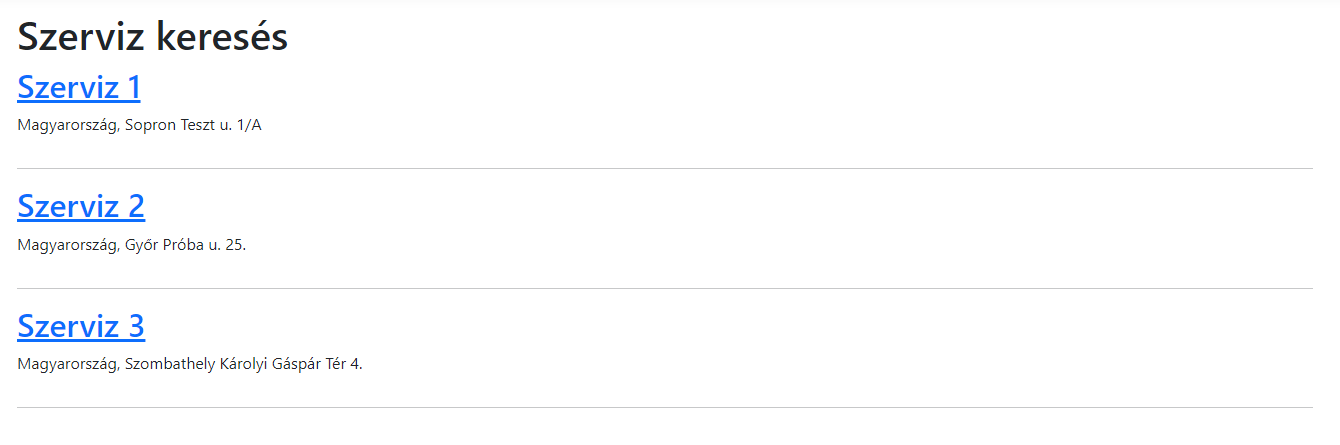 Szerviz keresés
Szerviz 1
Magyarország, Sopron Teszt u. 1/A
Szerviz 2
Magyarország, Győr Próba u. 25.
Szerviz 3
Magyarország, Szombathely Károlyi Gáspár Tér 4.